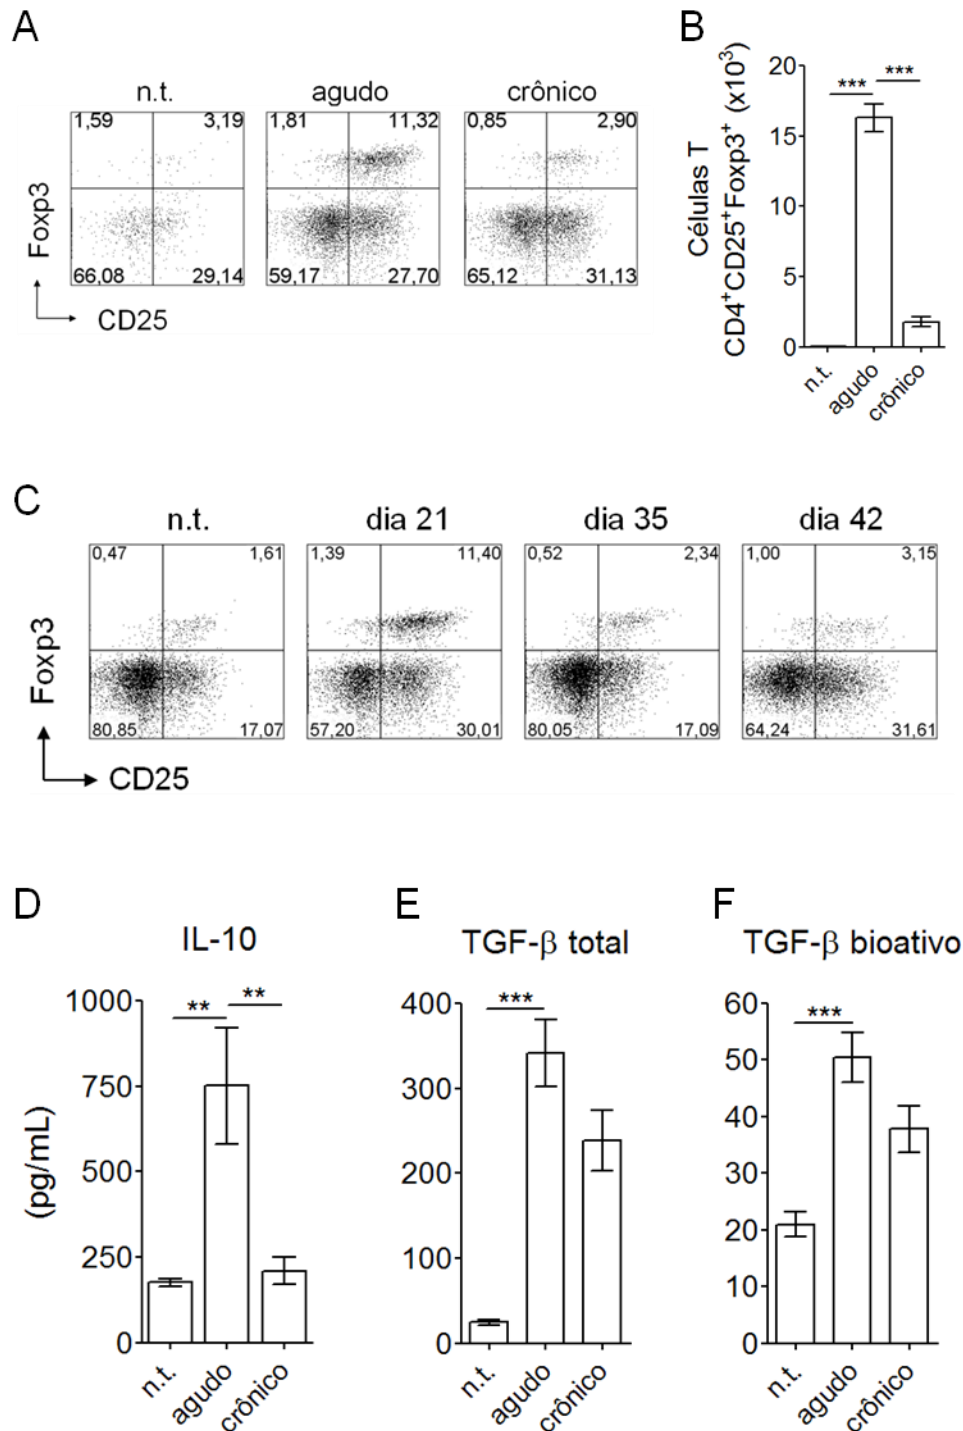 A
n.t.
agudo
crônico
1,59
3,19
1,81
11,32
0,85
2,90
66,08
29,14
59,17
27,70
65,12
31,13
Foxp3
CD25
B
Células T
CD4⁺CD25⁺Foxp3⁺ (x10³)
20
15
10
5
0
***
***
n.t.
agudo
crônico
C
n.t.
dia 21
dia 35
dia 42
0,47
1,61
1,39
11,40
0,52
2,34
1,00
3,15
80,85
17,07
57,20
30,01
80,05
17,09
64,24
31,61
Foxp3
CD25
D
IL-10
(pg/mL)
1000
750
500
250
0
**
**
n.t.
agudo
crônico
E
TGF-β total
400
300
200
100
0
***
n.t.
agudo
crônico
F
TGF-β bioativo
60
50
40
30
20
10
0
***
n.t.
agudo
crônico